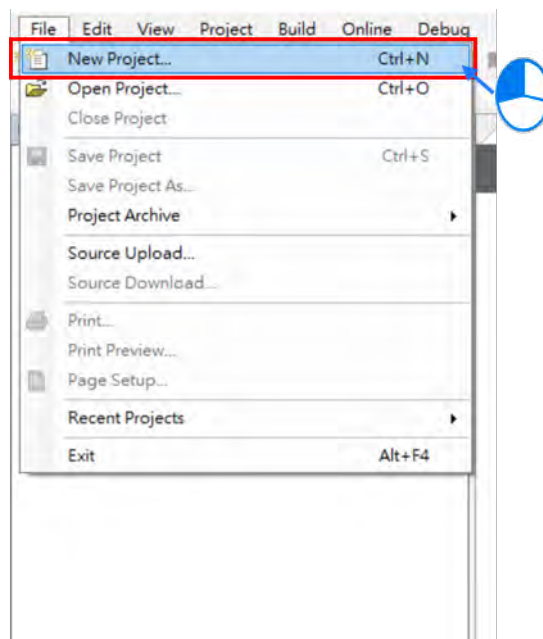 File Edit View Project Build Online Debug
New Project... Ctrl+N
Open Project... Ctrl+O
Close Project
Save Project Ctrl+S
Save Project As...
Project Archive
Source Upload...
Source Download...
Print...
Print Preview...
Page Setup...
Recent Projects
Exit Alt+F4